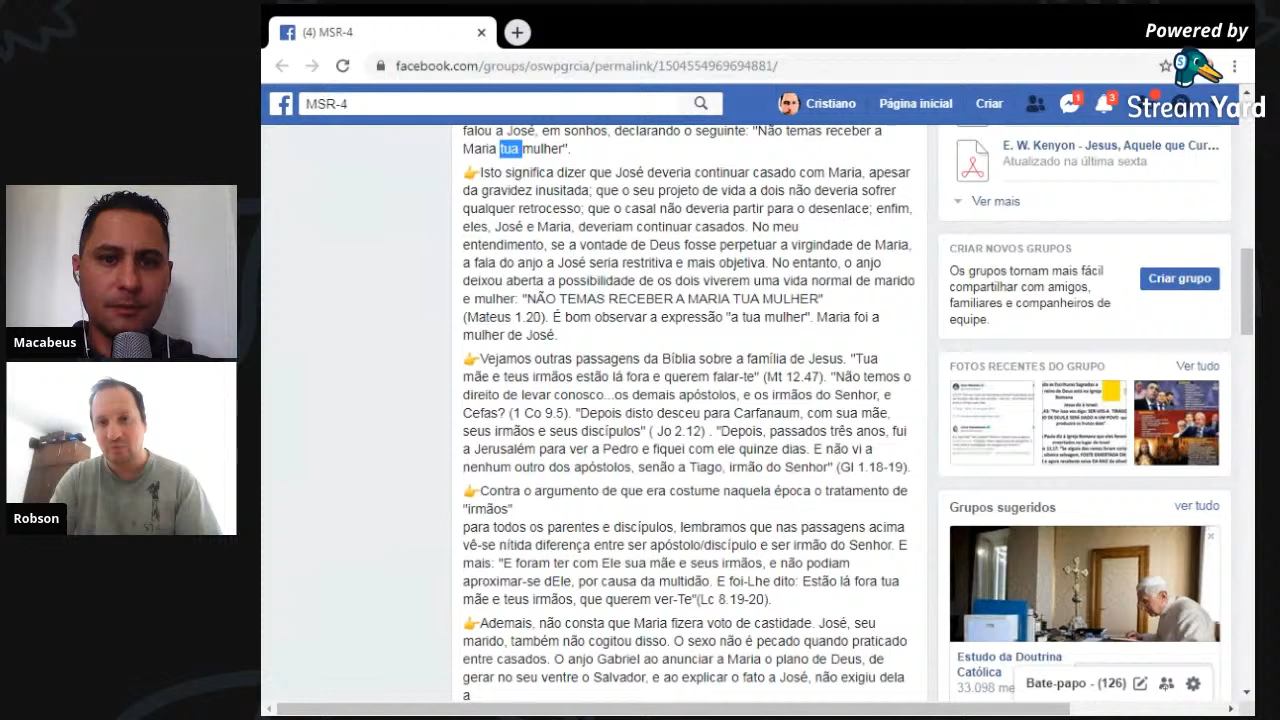 (4) MSR-4
Powered by
facebook.com/groups/oswpgrcia/permalink/1504554969694881/
StreamYard
MSR-4
Cristiano
Página inicial
Criar
1
3
falou a José, em sonhos, declarando o seguinte: "Não temas receber a
Maria tua mulher".
👉Isto significa dizer que José deveria continuar casado com Maria, apesar
da gravidez inusitada; que o seu projeto de vida a dois não deveria sofrer
qualquer retrocesso; que o casal não deveria partir para o desenlace; enfim,
eles, José e Maria, deveriam continuar casados. No meu
entendimento, se a vontade de Deus fosse perpetuar a virgindade de Maria,
a fala do anjo a José seria restritiva e mais objetiva. No entanto, o anjo
deixou aberta a possibilidade de os dois viverem uma vida normal de marido
e mulher: "NÃO TEMAS RECEBER A MARIA TUA MULHER"
(Mateus 1.20). É bom observar a expressão "a tua mulher". Maria foi a
mulher de José.
👉Vejamos outras passagens da Bíblia sobre a família de Jesus. "Tua
mãe e teus irmãos estão lá fora e querem falar-te" (Mt 12.47). "Não temos o
direito de levar conosco...os demais apóstolos, e os irmãos do Senhor, e
Cefas? (1 Co 9.5). "Depois disto desceu para Carfanaum, com sua mãe,
seus irmãos e seus discípulos" ( Jo 2.12) . "Depois, passados três anos, fui
a Jerusalém para ver a Pedro e fiquei com ele quinze dias. E não vi a
nenhum outro dos apóstolos, senão a Tiago, irmão do Senhor" (Gl 1.18-19).
👉Contra o argumento de que era costume naquela época o tratamento de
"irmãos"
para todos os parentes e discípulos, lembramos que nas passagens acima
vê-se nítida diferença entre ser apóstolo/discípulo e ser irmão do Senhor. E
mais: "E foram ter com Ele sua mãe e seus irmãos, e não podiam
aproximar-se dEle, por causa da multidão. E foi-Lhe dito: Estão lá fora tua
mãe e teus irmãos, que querem ver-Te"(Lc 8.19-20).
👉Ademais, não consta que Maria fizera voto de castidade. José, seu
marido, também não cogitou disso. O sexo não é pecado quando praticado
entre casados. O anjo Gabriel ao anunciar a Maria o plano de Deus, de
gerar no seu ventre o Salvador, e ao explicar o fato a José, não exigiu dela
a
E. W. Kenyon - Jesus, Aquele que Cur...
Atualizado na última sexta
Ver mais
CRIAR NOVOS GRUPOS
Os grupos tornam mais fácil
compartilhar com amigos,
familiares e companheiros de
equipe.
Criar grupo
FOTOS RECENTES DO GRUPO
Ver tudo
Grupos sugeridos
ver tudo
Estudo da Doutrina
Católica
33.098 me
Bate-papo - (126)
Macabeus
Robson